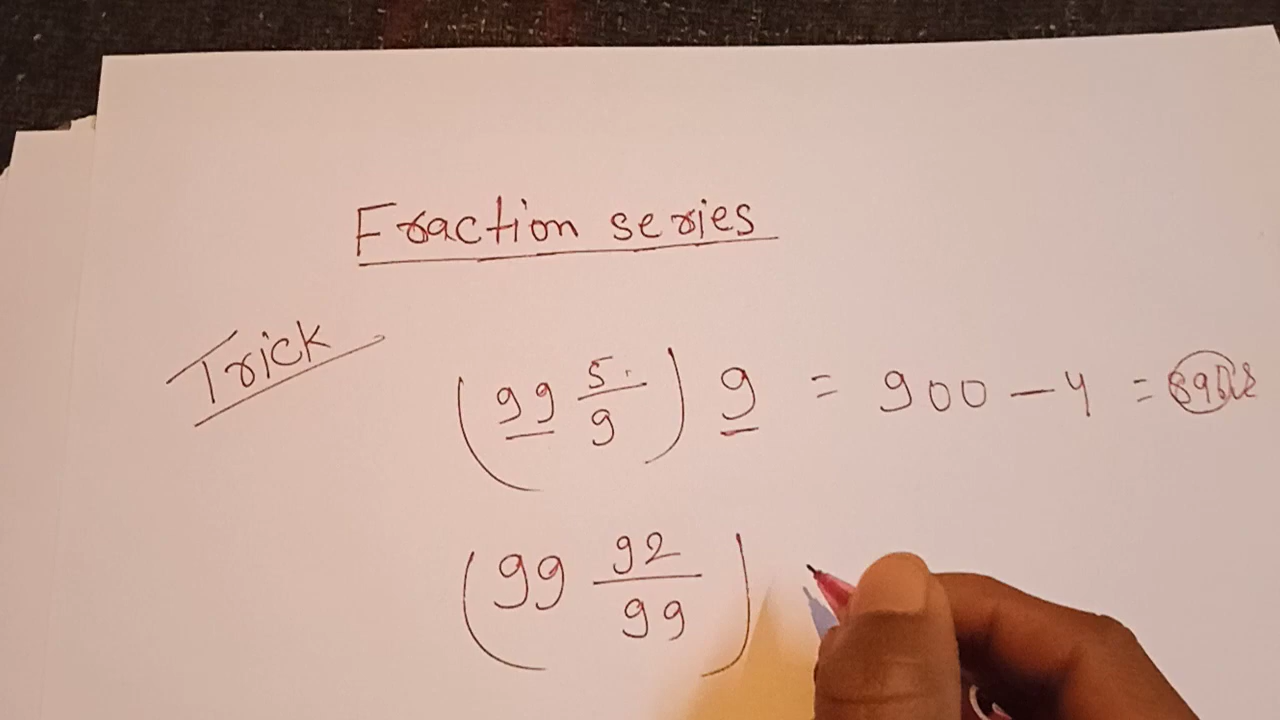 Fraction series
Trick
(99 5/9) 9 = 900 - 4 =
(99 92/99)